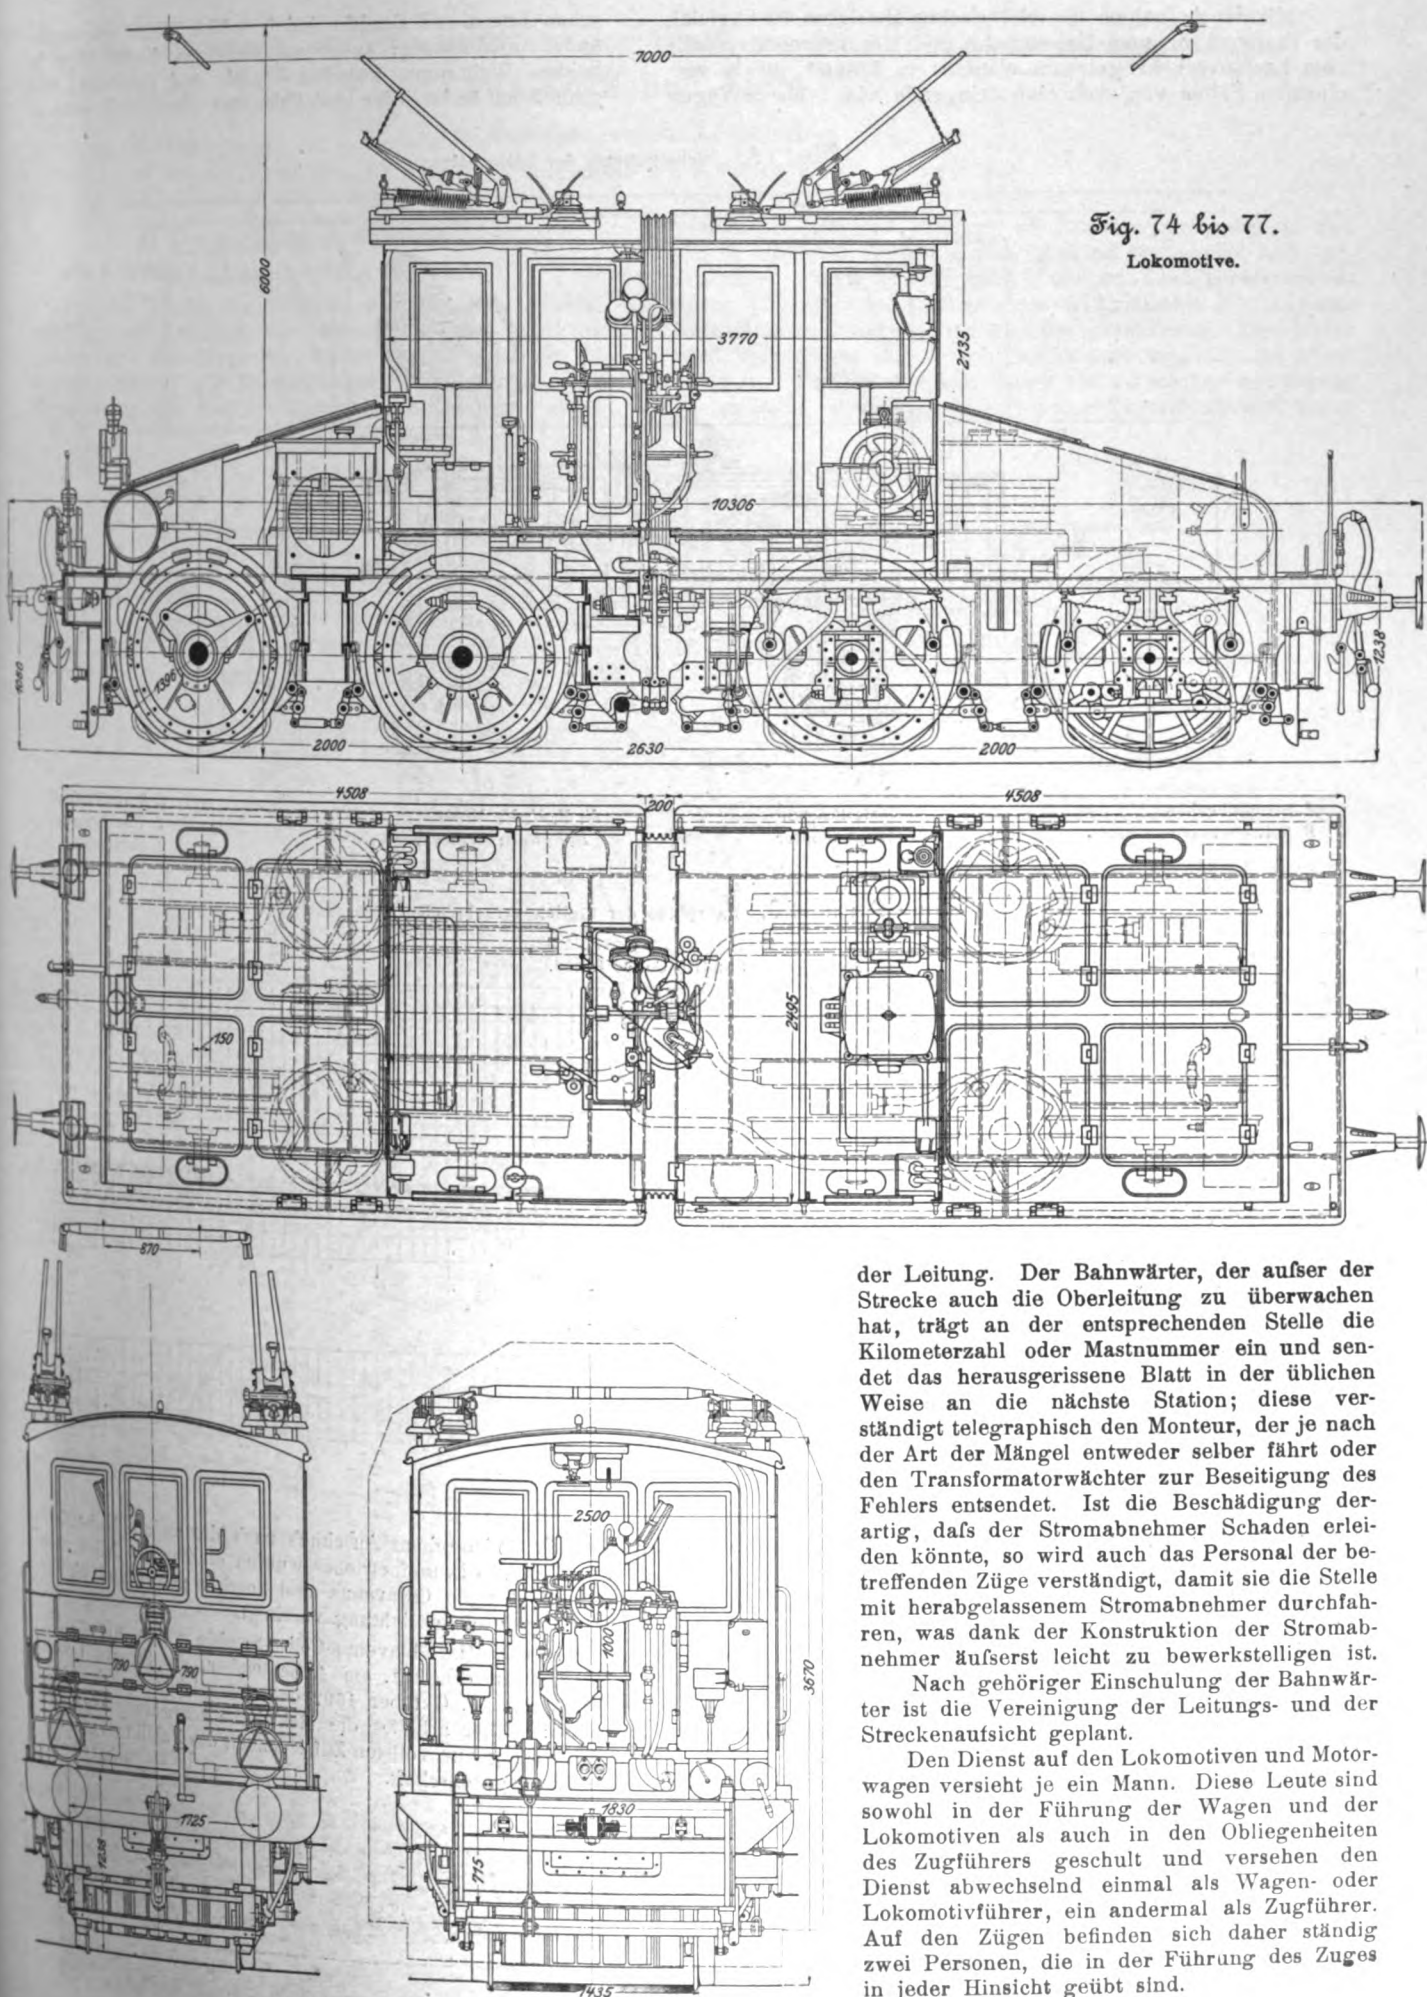 7000
6000
Fig. 74 bis 77.
Lokomotive.
3770
2135
10306
1396
1238
2000
2630
2000
4508
200
4508
2495
150
870
der Leitung. Der Bahnwärter, der aufser der
Strecke auch die Oberleitung zu überwachen
hat, trägt an der entsprechenden Stelle die
Kilometerzahl oder Mastnummer ein und sen-
det das herausgerissene Blatt in der üblichen
Weise an die nächste Station; diese ver-
ständigt telegraphisch den Monteur, der je nach
der Art der Mängel entweder selber fährt oder
den Transformatorwächter zur Beseitigung des
Fehlers entsendet. Ist die Beschädigung der-
artig, dafs der Stromabnehmer Schaden erlei-
den könnte, so wird auch das Personal der be-
treffenden Züge verständigt, damit sie die Stelle
mit herabgelassenem Stromabnehmer durchfah-
ren, was dank der Konstruktion der Stromab-
nehmer äufserst leicht zu bewerkstelligen ist.
Nach gehöriger Einschulung der Bahnwär-
ter ist die Vereinigung der Leitungs- und der
Streckenaufsicht geplant.
Den Dienst auf den Lokomotiven und Motor-
wagen versieht je ein Mann. Diese Leute sind
sowohl in der Führung der Wagen und der
Lokomotiven als auch in den Obliegenheiten
des Zugführers geschult und versehen den
Dienst abwechselnd einmal als Wagen- oder
Lokomotivführer, ein andermal als Zugführer.
Auf den Zügen befinden sich daher ständig
zwei Personen, die in der Führung des Zuges
in jeder Hinsicht geübt sind.
2500
1000
3670
790
790
1725
1238
1830
715
1435